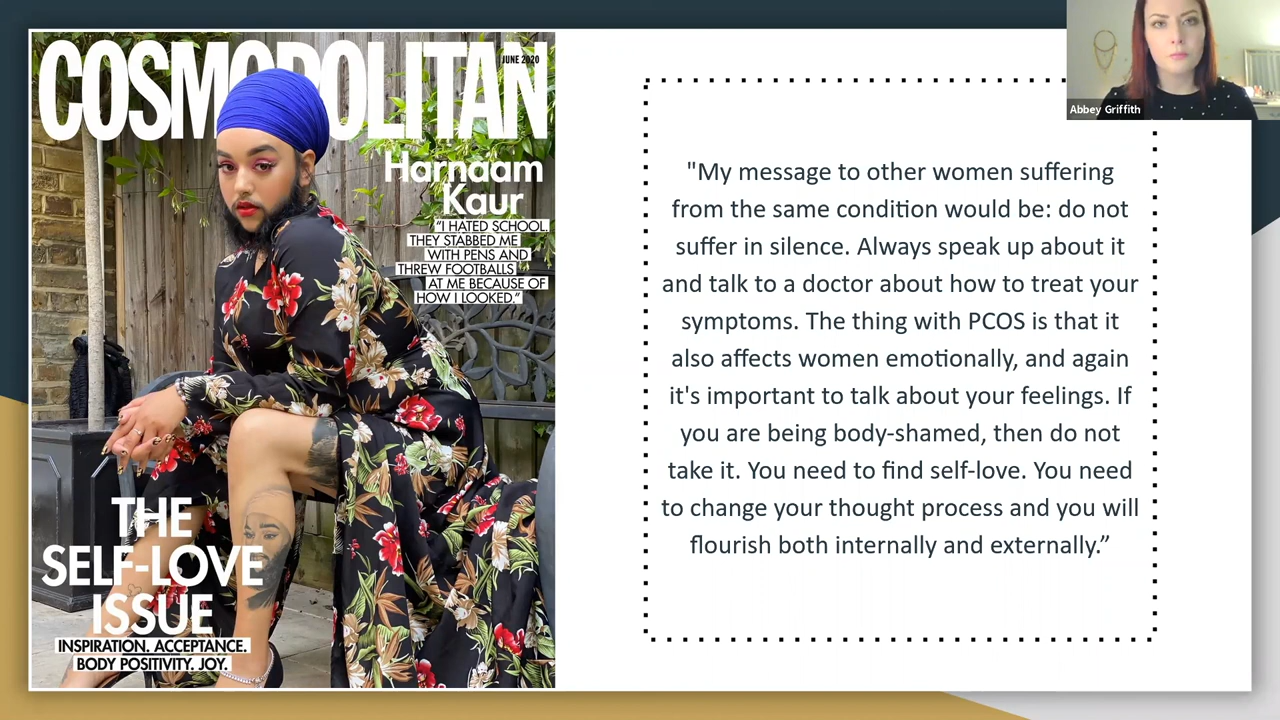 COSMOPOLITAN
JUNE 2020
Harnaam
Kaur
“I HATED SCHOOL.
THEY STABBED ME
WITH PENS AND
THREW FOOTBALLS
AT ME BECAUSE OF
HOW I LOOKED.”
THE
SELF-LOVE
ISSUE
INSPIRATION. ACCEPTANCE.
BODY POSITIVITY. JOY.
Abbey Griffith
"My message to other women suffering
from the same condition would be: do not
suffer in silence. Always speak up about it
and talk to a doctor about how to treat your
symptoms. The thing with PCOS is that it
also affects women emotionally, and again
it's important to talk about your feelings. If
you are being body-shamed, then do not
take it. You need to find self-love. You need
to change your thought process and you will
flourish both internally and externally.”